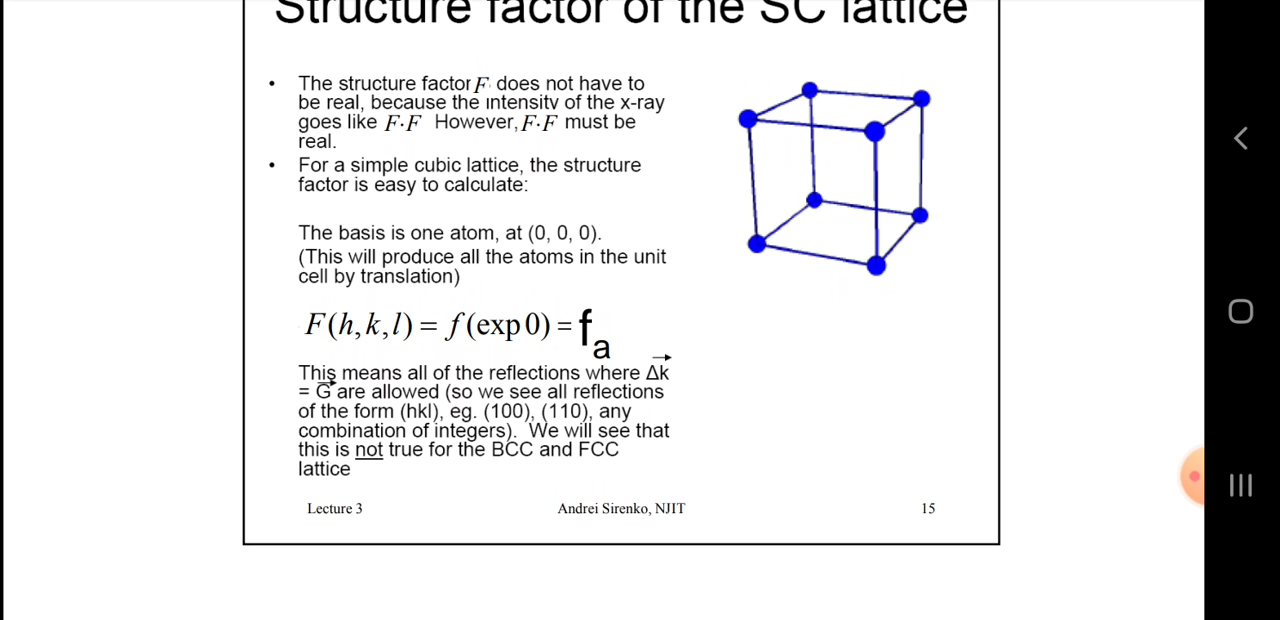 Structure factor of the SC lattice
• The structure factor F does not have to
be real, because the intensity of the x-ray
goes like F·F However, F·F must be
real.
• For a simple cubic lattice, the structure
factor is easy to calculate:
The basis is one atom, at (0, 0, 0).
(This will produce all the atoms in the unit
cell by translation)
F(h,k,l) = f(exp 0) = fₐ
This means all of the reflections where Δk
= G are allowed (so we see all reflections
of the form (hkl), eg. (100), (110), any
combination of integers). We will see that
this is not true for the BCC and FCC
lattice
Lecture 3
Andrei Sirenko, NJIT
15